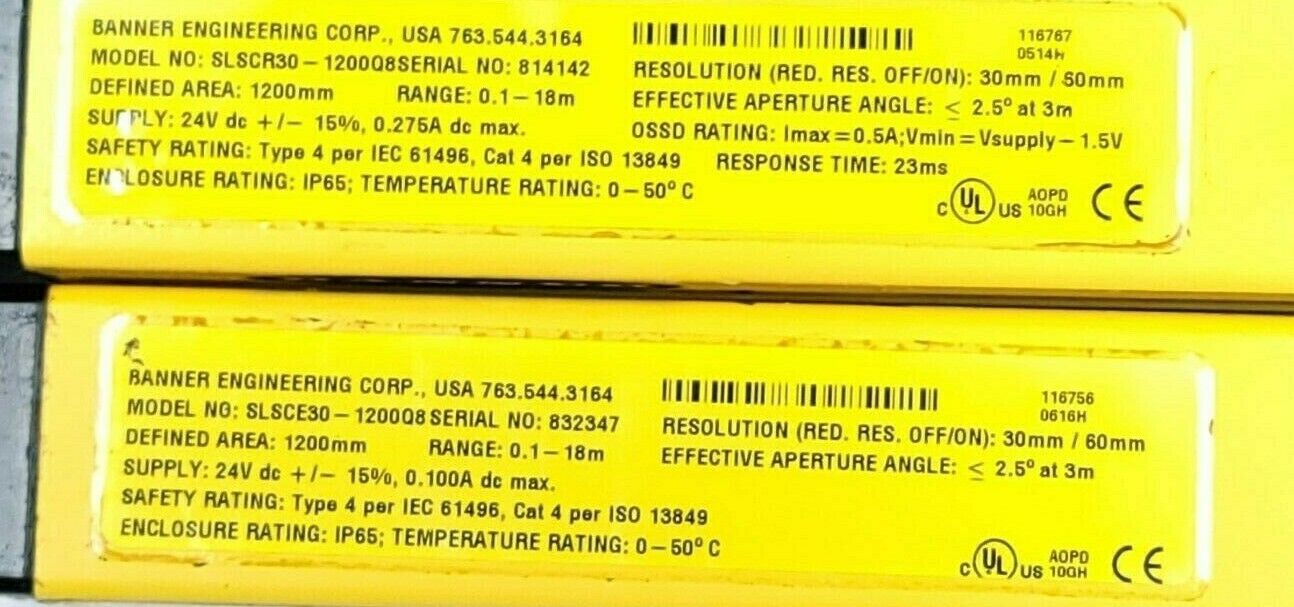 BANNER ENGINEERING CORP., USA 763.544.3164
116767
0514H
MODEL NO: SLSCR30-1200Q8SERIAL NO: 814142
RESOLUTION (RED. RES. OFF/ON): 30mm / 60mm
DEFINED AREA: 1200mm RANGE: 0.1-18m
EFFECTIVE APERTURE ANGLE: ≤ 2.5° at 3m
SUPPLY: 24V dc +/- 15%, 0.275A dc max.
OSSD RATING: Imax=0.5A;Vmin=Vsupply-1.5V
SAFETY RATING: Type 4 per IEC 61496, Cat 4 per ISO 13849 RESPONSE TIME: 23ms
ENCLOSURE RATING: IP65; TEMPERATURE RATING: 0-50° C
C UL US AOPD
10GH CE
BANNER ENGINEERING CORP., USA 763.544.3164
116756
0616H
MODEL NO: SLSCE30-1200Q8 SERIAL NO: 832347
RESOLUTION (RED. RES. OFF/ON): 30mm / 60mm
DEFINED AREA: 1200mm RANGE: 0.1-18m
EFFECTIVE APERTURE ANGLE: ≤ 2.5° at 3m
SUPPLY: 24V dc +/- 15%, 0.100A dc max.
SAFETY RATING: Type 4 per IEC 61496, Cat 4 per ISO 13849
ENCLOSURE RATING: IP65; TEMPERATURE RATING: 0-50° C
C UL US AOPD
10GH CE